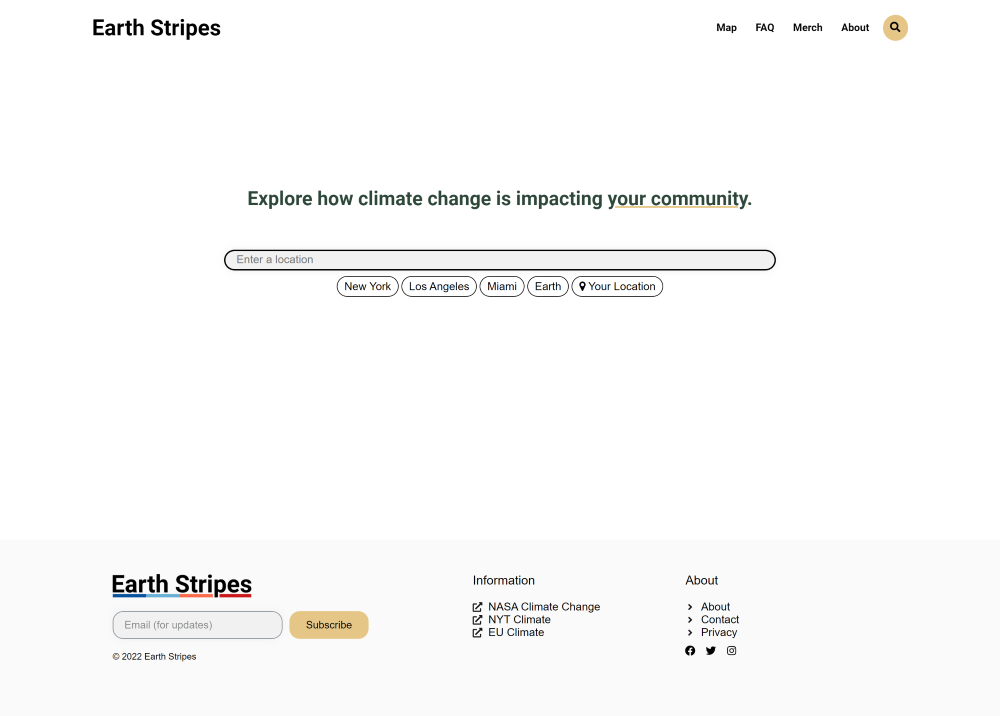 Earth Stripes
Map FAQ Merch About
Explore how climate change is impacting your community.
Enter a location
New York Los Angeles Miami Earth Your Location
Earth Stripes
Email (for updates) Subscribe
© 2022 Earth Stripes
Information
NASA Climate Change
NYT Climate
EU Climate
About
About
Contact
Privacy